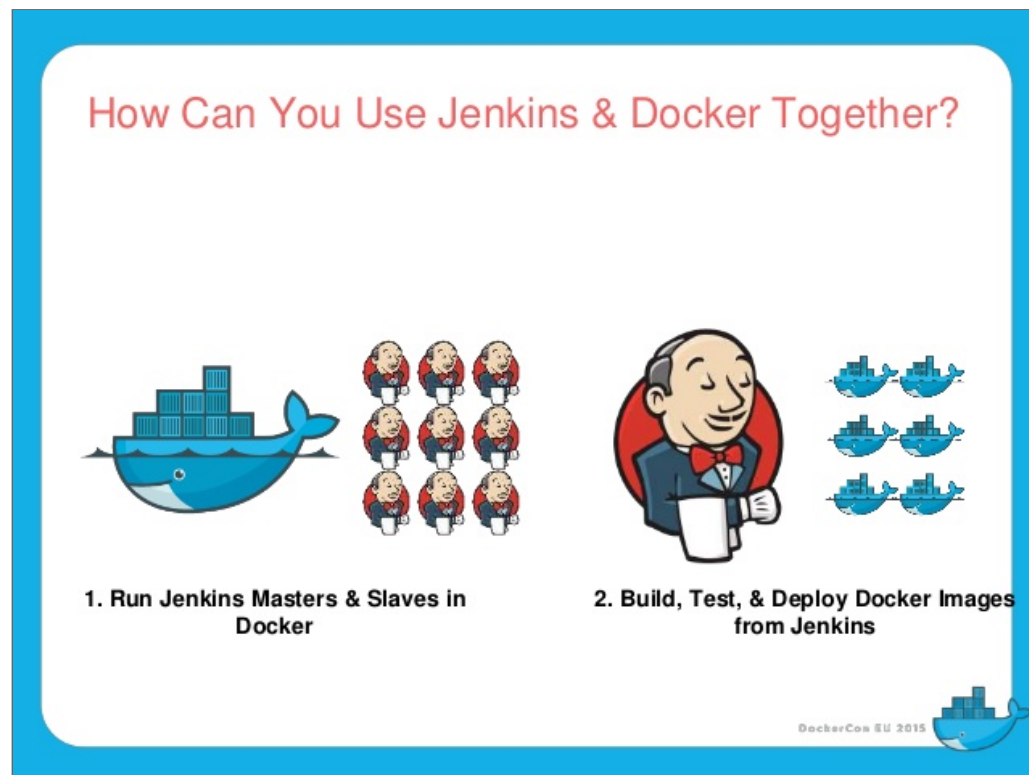 How Can You Use Jenkins & Docker Together?
1. Run Jenkins Masters & Slaves in
Docker
2. Build, Test, & Deploy Docker Images
from Jenkins
DockerCon EU 2015